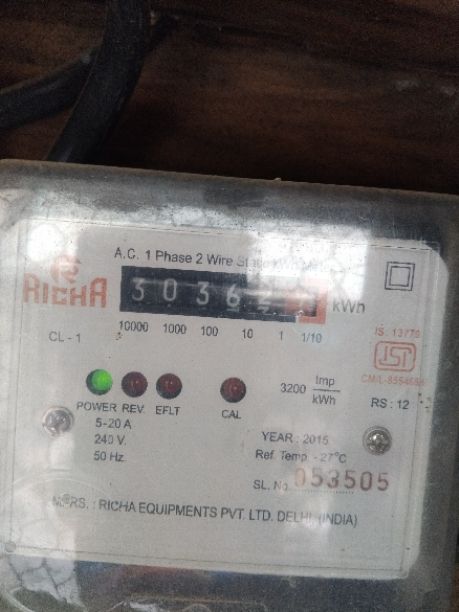 A.C. 1 Phase 2 Wire
RICHA
3036 kWh
10000 1000 100 10 1 1/10
CL - 1
IS : 13779
ISI
3200 Imp
kWh
RS : 12
POWER REV. EFLT CAL
5-20 A
240 V.
50 Hz.
YEAR : 2015
Ref. Temp. - 27°C
SL. No. 053505
RICHA EQUIPMENTS PVT. LTD. DELHI (INDIA)